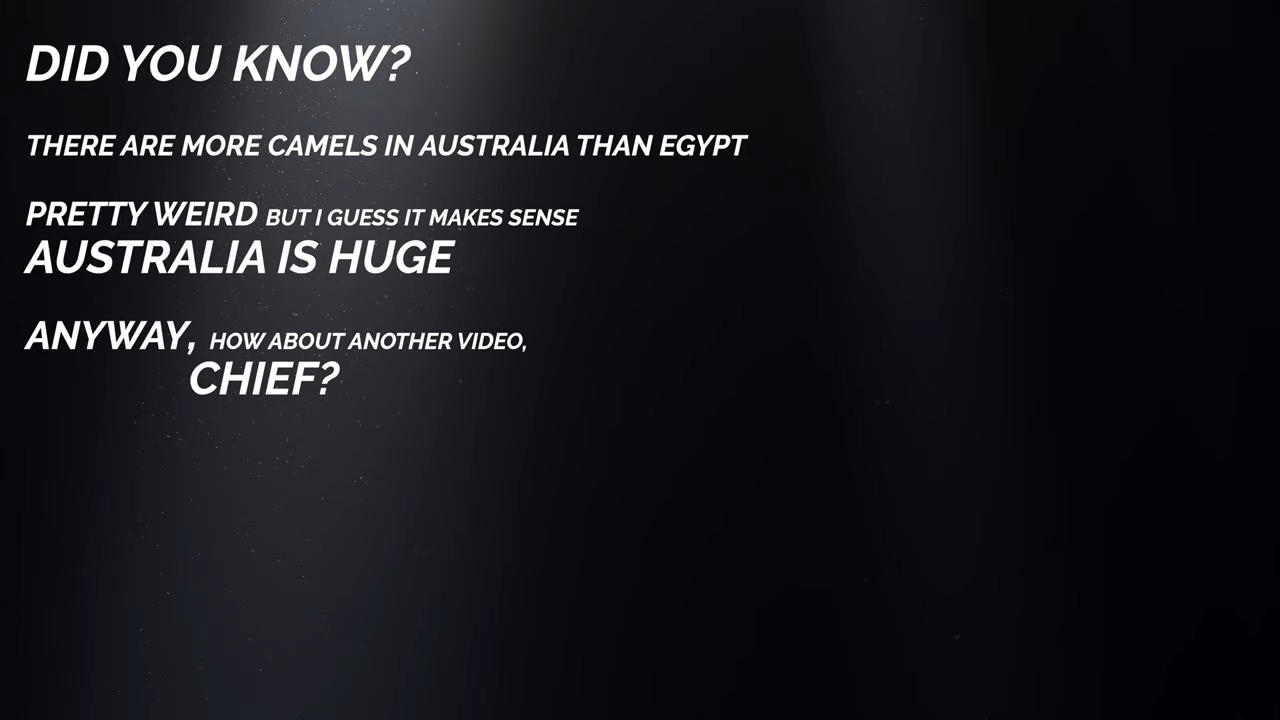 DID YOU KNOW?
THERE ARE MORE CAMELS IN AUSTRALIA THAN EGYPT
PRETTY WEIRD BUT I GUESS IT MAKES SENSE
AUSTRALIA IS HUGE
ANYWAY, HOW ABOUT ANOTHER VIDEO,
CHIEF?